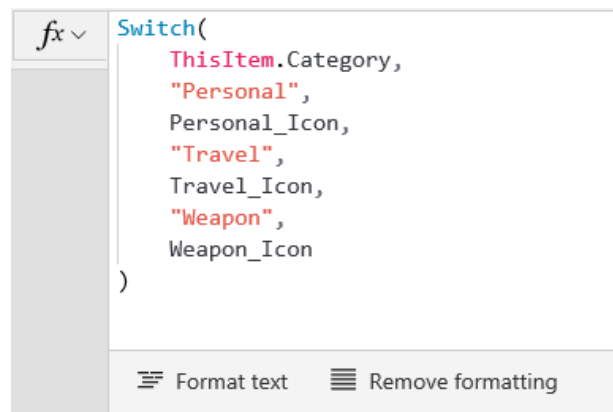 fx
Switch(
ThisItem.Category,
"Personal",
Personal_Icon,
"Travel",
Travel_Icon,
"Weapon",
Weapon_Icon
)
Format text
Remove formatting